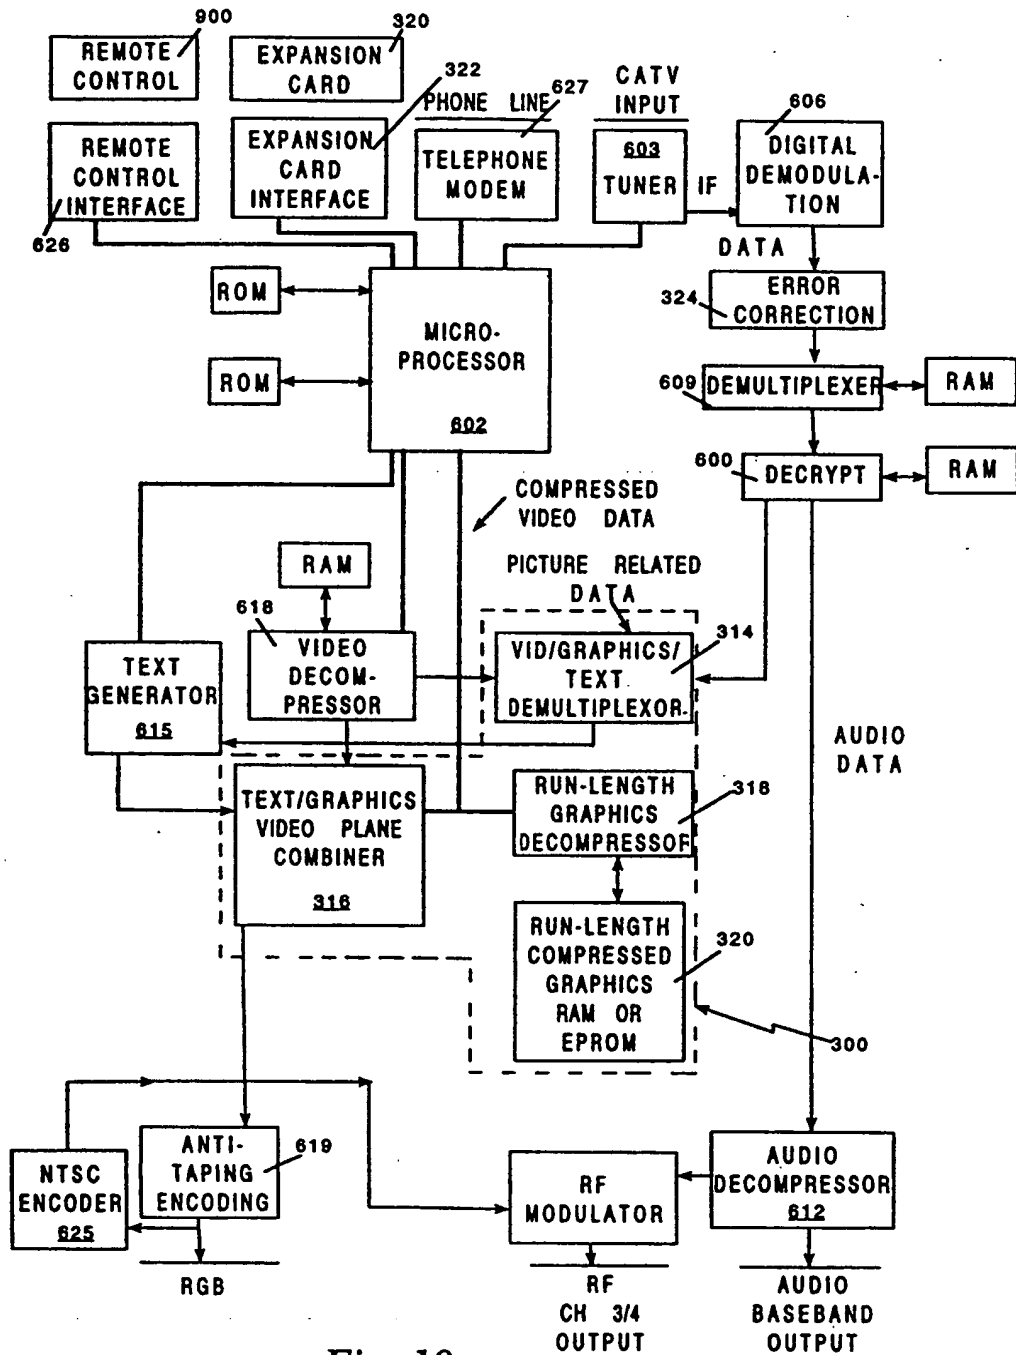 900
REMOTE
CONTROL
320
EXPANSION
CARD
322
PHONE LINE
627
CATV
INPUT
606
REMOTE
CONTROL
INTERFACE
626
EXPANSION
CARD
INTERFACE
TELEPHONE
MODEM
603
TUNER
IF
DIGITAL
DEMODULA-
TION
DATA
ROM
MICRO-
PROCESSOR
602
ROM
324
ERROR
CORRECTION
609
DEMULTIPLEXER
RAM
600
DECRYPT
RAM
COMPRESSED
VIDEO DATA
PICTURE RELATED
DATA
RAM
618
VIDEO
DECOM-
PRESSOR
VID/GRAPHICS/
TEXT
DEMULTIPLEXOR
314
TEXT
GENERATOR
615
AUDIO
DATA
TEXT/GRAPHICS
VIDEO PLANE
COMBINER
316
RUN-LENGTH
GRAPHICS
DECOMPRESSOF
318
RUN-LENGTH
COMPRESSED
GRAPHICS
RAM OR
EPROM
320
300
NTSC
ENCODER
625
ANTI-
TAPING
ENCODING
619
RF
MODULATOR
AUDIO
DECOMPRESSOR
612
RGB
RF
CH 3/4
OUTPUT
AUDIO
BASEBAND
OUTPUT